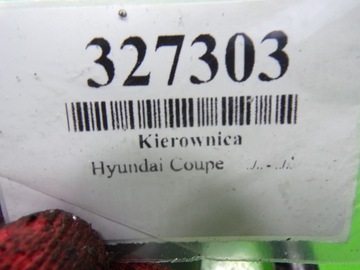 327303
Kierownica
Hyundai Coupe ../.. - ../..